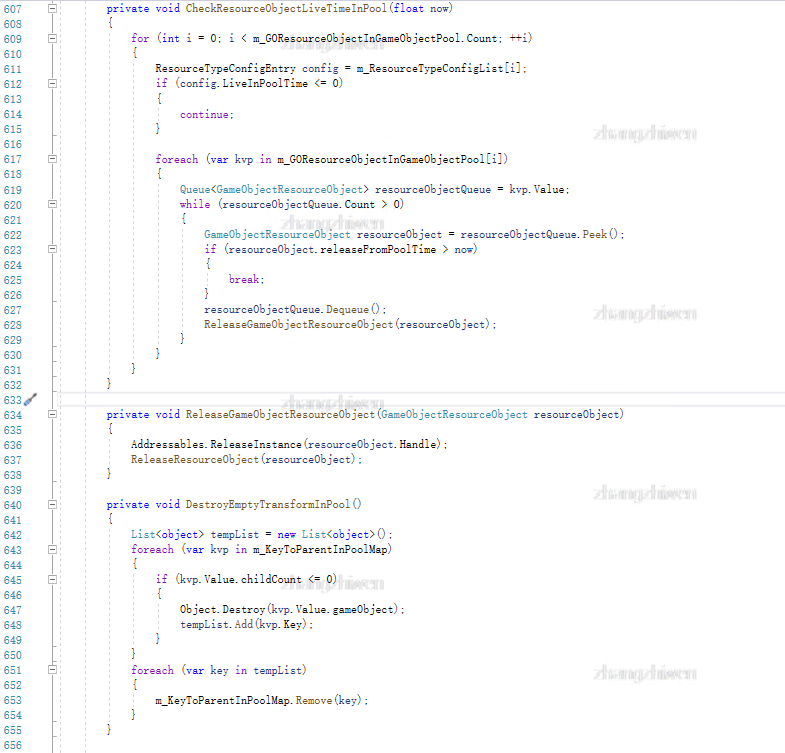 607 private void CheckResourceObjectLiveTimeInPool(float now)
608 {
609 for (int i = 0; i < m_GOResourceObjectInGameObjectPool.Count; ++i)
610 {
611 ResourceTypeConfigEntry config = m_ResourceTypeConfigList[i];
612 if (config.LiveInPoolTime <= 0)
613 {
614 continue;
615 }
616
617 foreach (var kvp in m_GOResourceObjectInGameObjectPool[i])
618 {
619 Queue<GameObjectResourceObject> resourceObjectQueue = kvp.Value;
620 while (resourceObjectQueue.Count > 0)
621 {
622 GameObjectResourceObject resourceObject = resourceObjectQueue.Peek();
623 if (resourceObject.releaseFromPoolTime > now)
624 {
625 break;
626 }
627 resourceObjectQueue.Dequeue();
628 ReleaseGameObjectResourceObject(resourceObject);
629 }
630 }
631 }
632 }
633
634 private void ReleaseGameObjectResourceObject(GameObjectResourceObject resourceObject)
635 {
636 Addressables.ReleaseInstance(resourceObject.Handle);
637 ReleaseResourceObject(resourceObject);
638 }
639
640 private void DestroyEmptyTransformInPool()
641 {
642 List<object> tempList = new List<object>();
643 foreach (var kvp in m_KeyToParentInPoolMap)
644 {
645 if (kvp.Value.childCount <= 0)
646 {
647 Object.Destroy(kvp.Value.gameObject);
648 tempList.Add(kvp.Key);
649 }
650 }
651 foreach (var key in tempList)
652 {
653 m_KeyToParentInPoolMap.Remove(key);
654 }
655 }
656